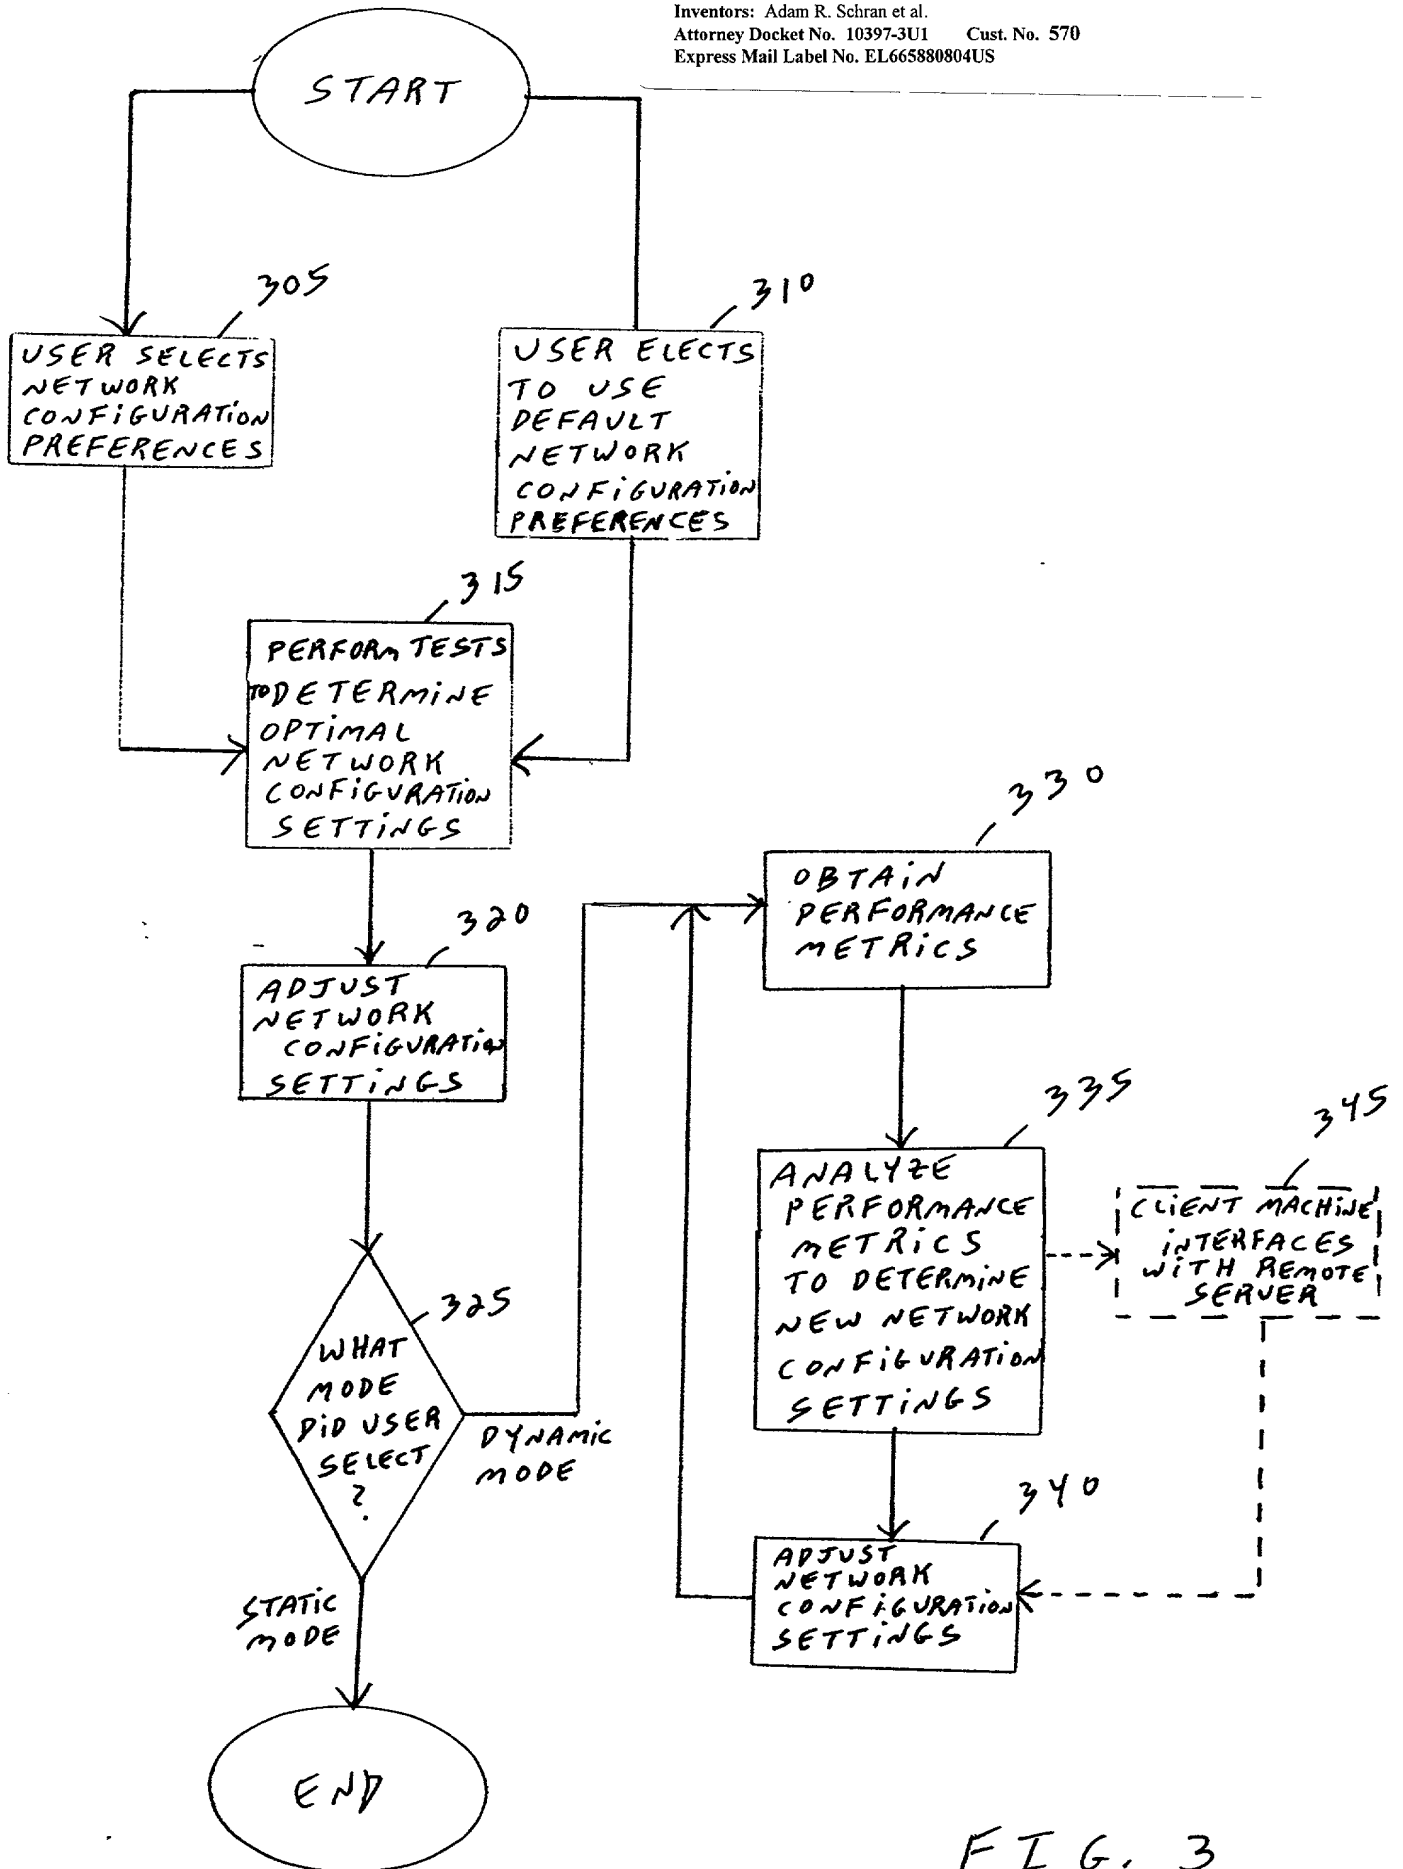 Inventors: Adam R. Schran et al.
Attorney Docket No. 10397-3U1 Cust. No. 570
Express Mail Label No. EL665880804US
START
305
USER SELECTS
NETWORK
CONFIGURATION
PREFERENCES
310
USER ELECTS
TO USE
DEFAULT
NETWORK
CONFIGURATION
PREFERENCES
315
PERFORM TESTS
TO DETERMINE
OPTIMAL
NETWORK
CONFIGURATION
SETTINGS
320
ADJUST
NETWORK
CONFIGURATION
SETTINGS
325
WHAT
MODE
DID USER
SELECT
?
DYNAMIC
MODE
STATIC
MODE
END
330
OBTAIN
PERFORMANCE
METRICS
335
ANALYZE
PERFORMANCE
METRICS
TO DETERMINE
NEW NETWORK
CONFIGURATION
SETTINGS
345
CLIENT MACHINE
INTERFACES
WITH REMOTE
SERVER
340
ADJUST
NETWORK
CONFIGURATION
SETTINGS
FIG. 3